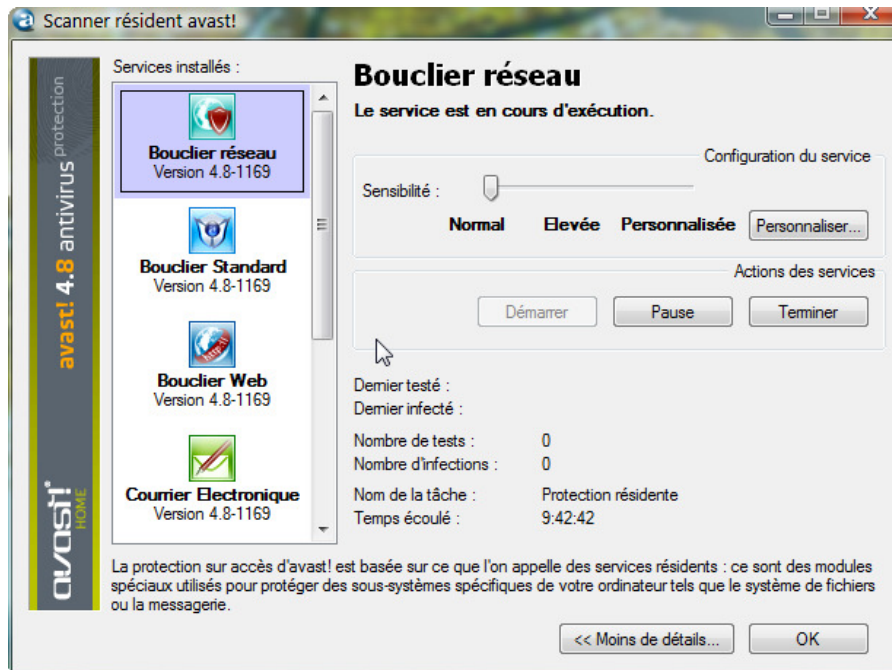 Scanner résident avast!
avast! 4.8 antivirus protection
avast! HOME
Services installés :
Bouclier réseau
Version 4.8-1169
Bouclier Standard
Version 4.8-1169
http://
Bouclier Web
Version 4.8-1169
Courrier Electronique
Version 4.8-1169
Bouclier réseau
Le service est en cours d'exécution.
Configuration du service
Sensibilité :
Normal Elevée Personnalisée Personnaliser...
Actions des services
Démarrer Pause Terminer
Dernier testé :
Dernier infecté :
Nombre de tests : 0
Nombre d'infections : 0
Nom de la tâche : Protection résidente
Temps écoulé : 9:42:42
La protection sur accès d'avast! est basée sur ce que l'on appelle des services résidents : ce sont des modules
spéciaux utilisés pour protéger des sous-systèmes spécifiques de votre ordinateur tels que le système de fichiers
ou la messagerie.
<< Moins de détails... OK